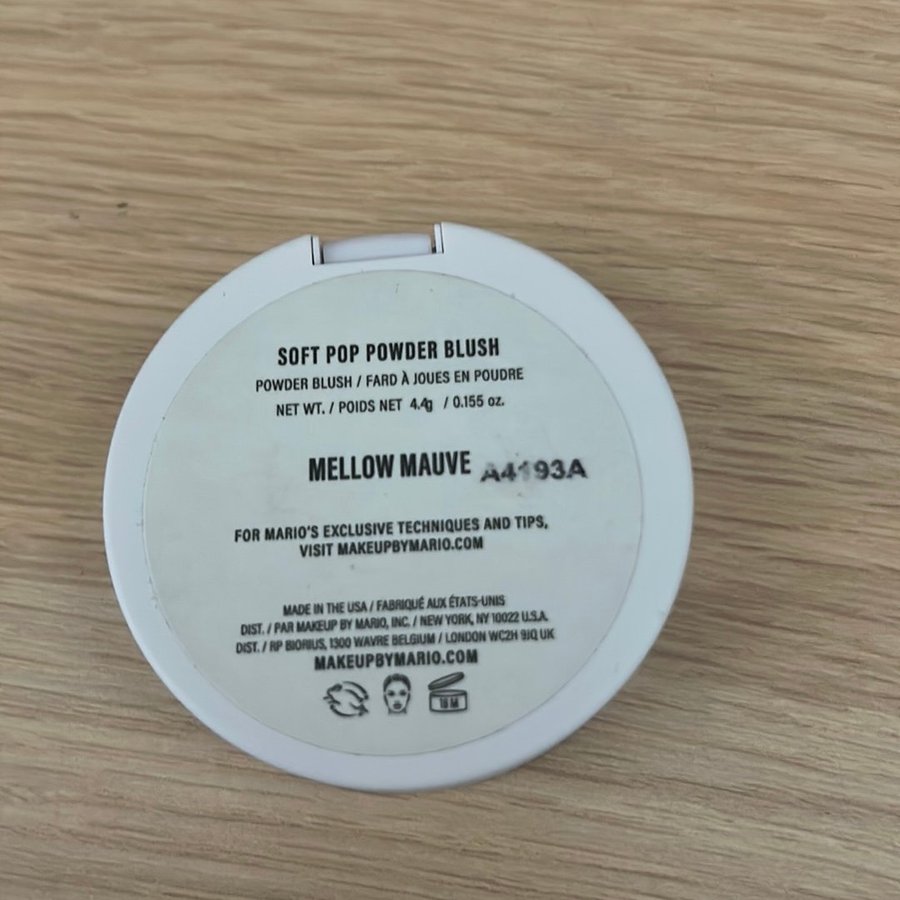 SOFT POP POWDER BLUSH
POWDER BLUSH / FARD À JOUES EN POUDRE
NET WT. / POIDS NET 4.4g / 0.155 oz.
MELLOW MAUVE A4193A
FOR MARIO'S EXCLUSIVE TECHNIQUES AND TIPS,
VISIT MAKEUPBYMARIO.COM
MADE IN THE USA / FABRIQUÉ AUX ÉTATS-UNIS
DIST. / PAR MAKEUP BY MARIO, INC. / NEW YORK, NY 10022 U.S.A.
DIST. / RP BIORIUS, 1300 WAVRE BELGIUM / LONDON WC2H 9JQ UK
MAKEUPBYMARIO.COM